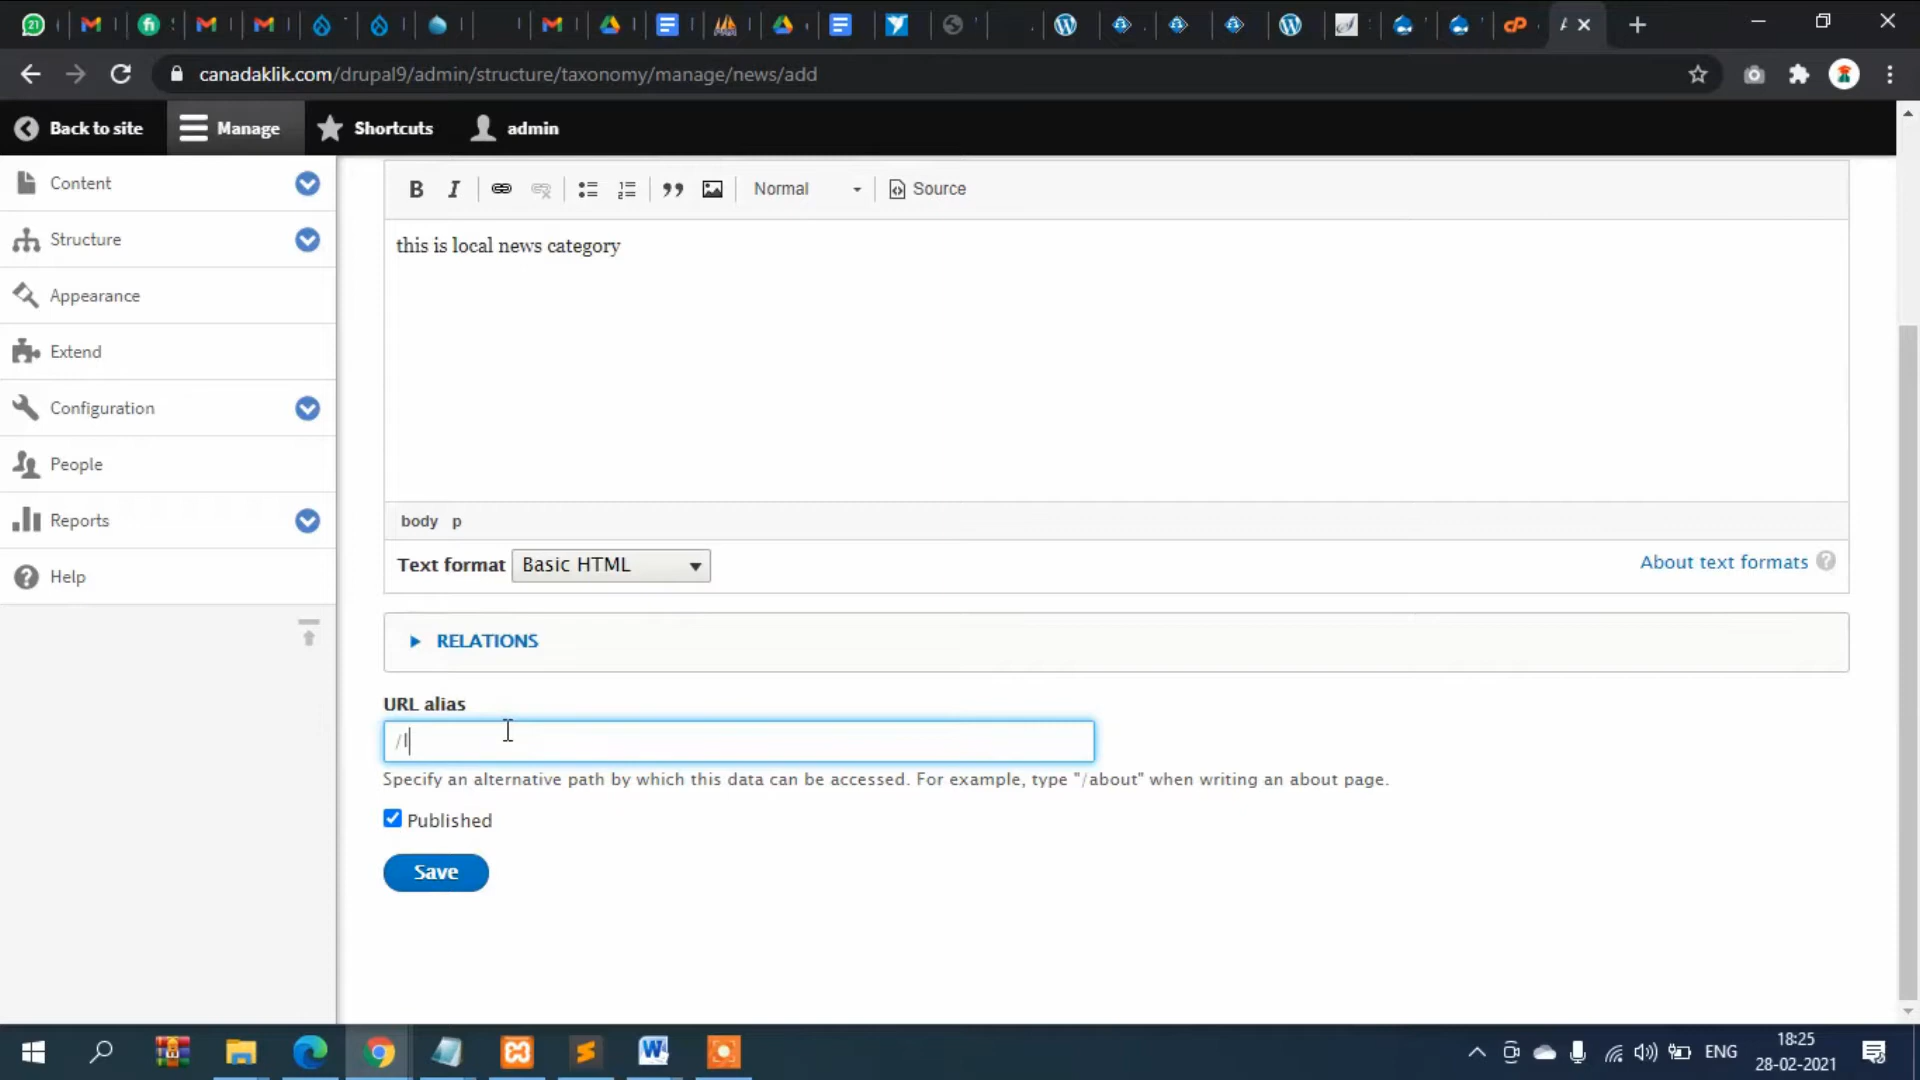 21
canadaklik.com/drupal9/admin/structure/taxonomy/manage/news/add
Back to site
Manage
Shortcuts
admin
Content
Structure
Appearance
Extend
Configuration
People
Reports
Help
B I
Normal
Source
this is local news category
body p
Text format
Basic HTML
About text formats
RELATIONS
URL alias
/l
Specify an alternative path by which this data can be accessed. For example, type "/about" when writing an about page.
Published
Save
ENG
18:25
28-02-2021